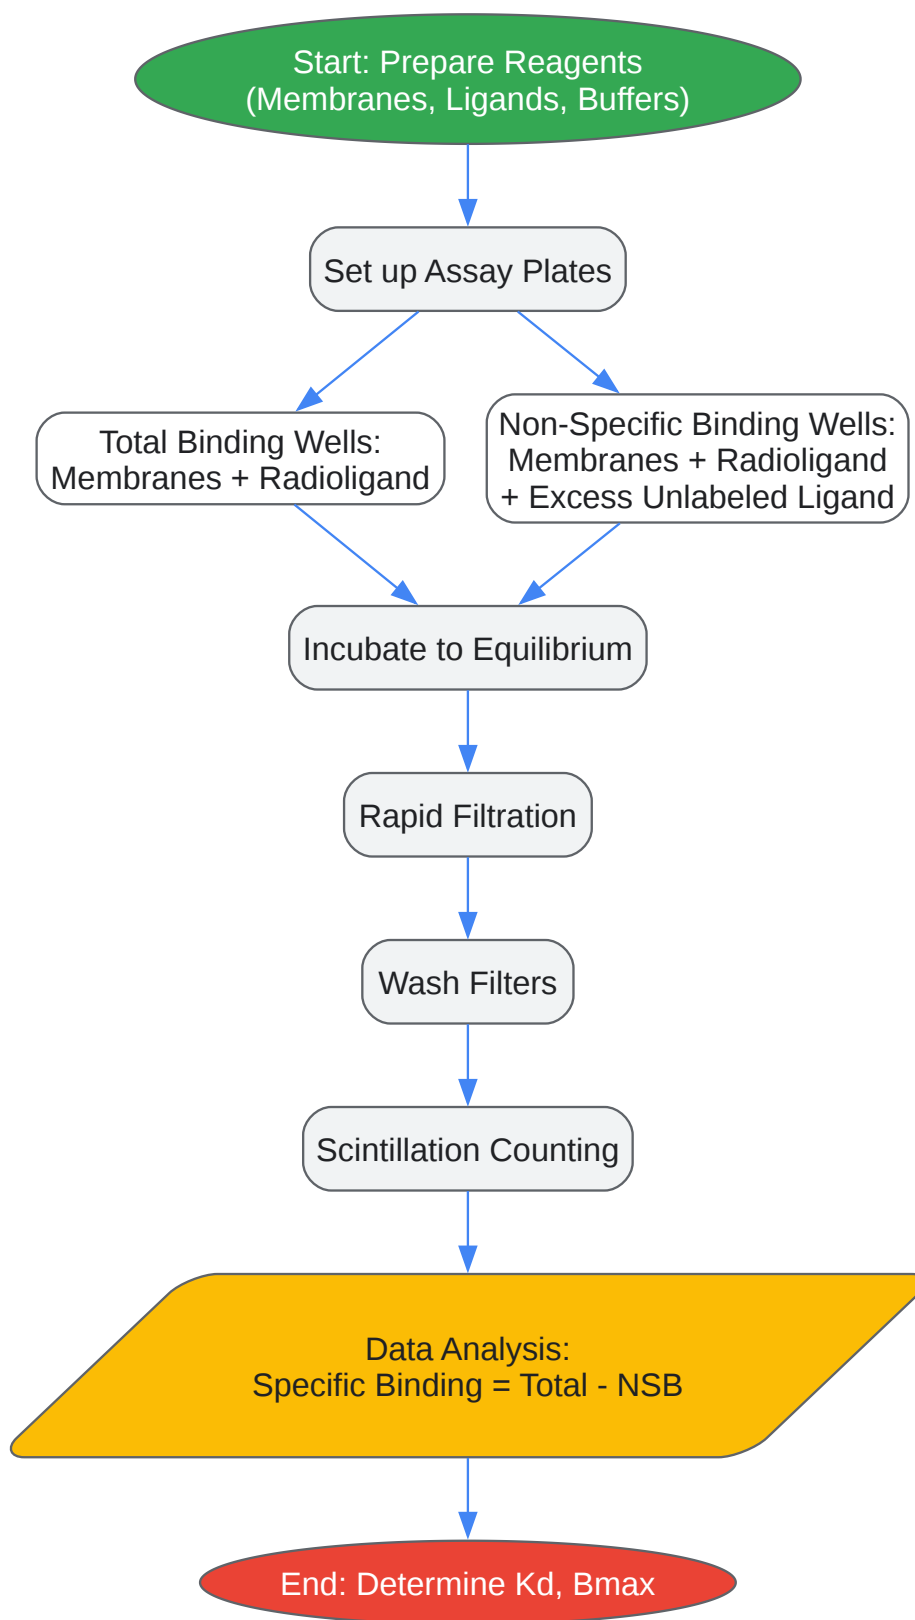 Start: Prepare Reagents
(Membranes, Ligands, Buffers)
Set up Assay Plates
Total Binding Wells:
Membranes + Radioligand
Non-Specific Binding Wells:
Membranes + Radioligand
+ Excess Unlabeled Ligand
Incubate to Equilibrium
Rapid Filtration
Wash Filters
Scintillation Counting
Data Analysis:
Specific Binding = Total - NSB
End: Determine Kd, Bmax